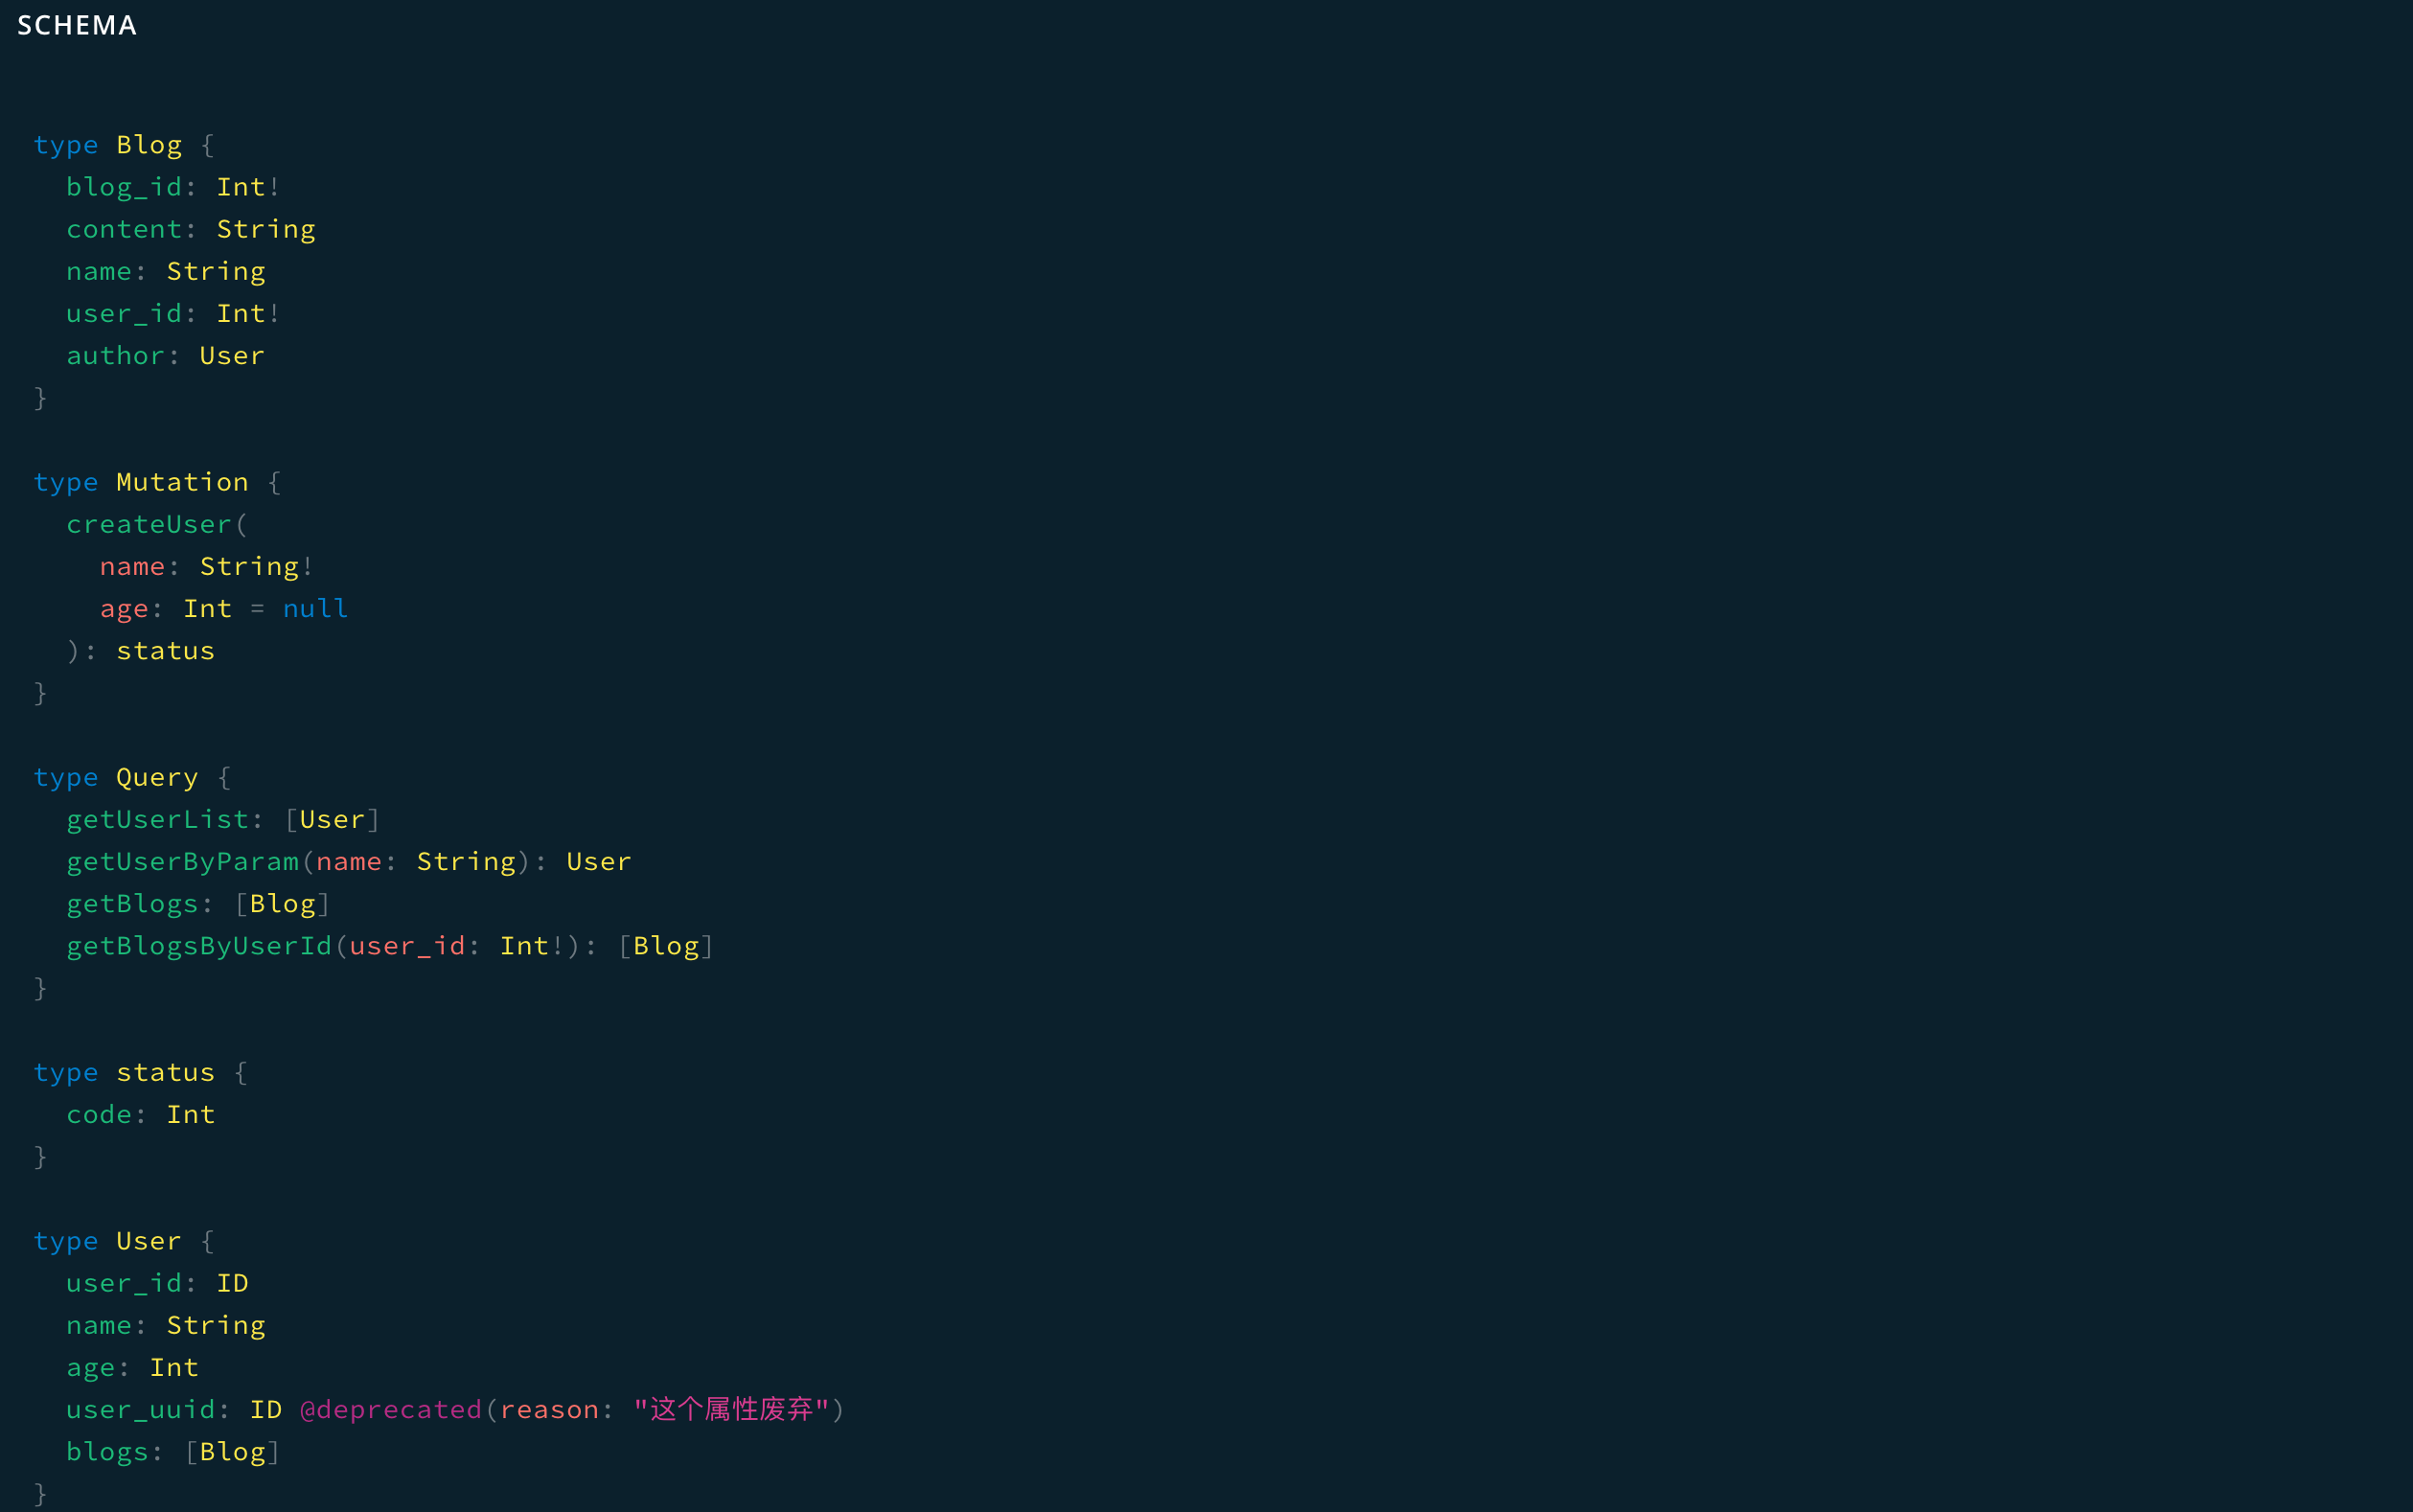 SCHEMA
type Blog {
  blog_id: Int!
  content: String
  name: String
  user_id: Int!
  author: User
}
type Mutation {
  createUser(
    name: String!
    age: Int = null
  ): status
}
type Query {
  getUserList: [User]
  getUserByParam(name: String): User
  getBlogs: [Blog]
  getBlogsByUserId(user_id: Int!): [Blog]
}
type status {
  code: Int
}
type User {
  user_id: ID
  name: String
  age: Int
  user_uuid: ID @deprecated(reason: "这个属性废弃")
  blogs: [Blog]
}